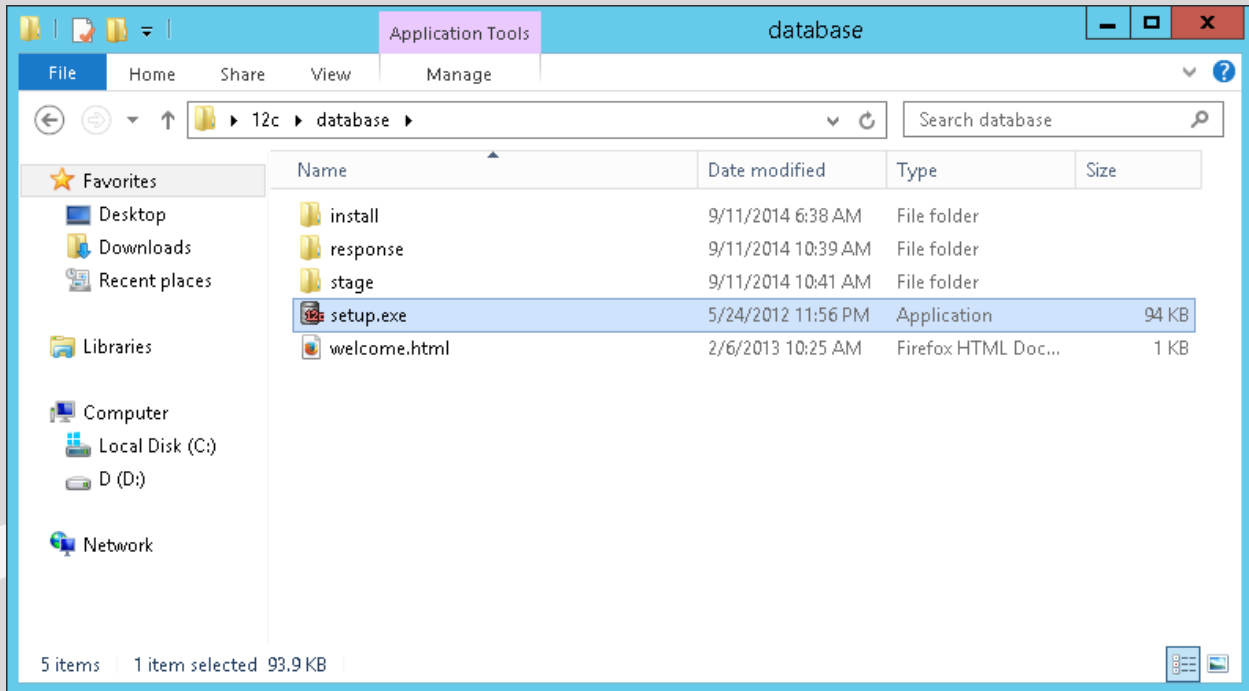 Application Tools database
File Home Share View Manage
12c database Search database
Favorites
Desktop
Downloads
Recent places
Libraries
Computer
Local Disk (C:)
D (D:)
Network
Name Date modified Type Size
install 9/11/2014 6:38 AM File folder
response 9/11/2014 10:39 AM File folder
stage 9/11/2014 10:41 AM File folder
12c setup.exe 5/24/2012 11:56 PM Application 94 KB
welcome.html 2/6/2013 10:25 AM Firefox HTML Doc... 1 KB
5 items 1 item selected 93.9 KB